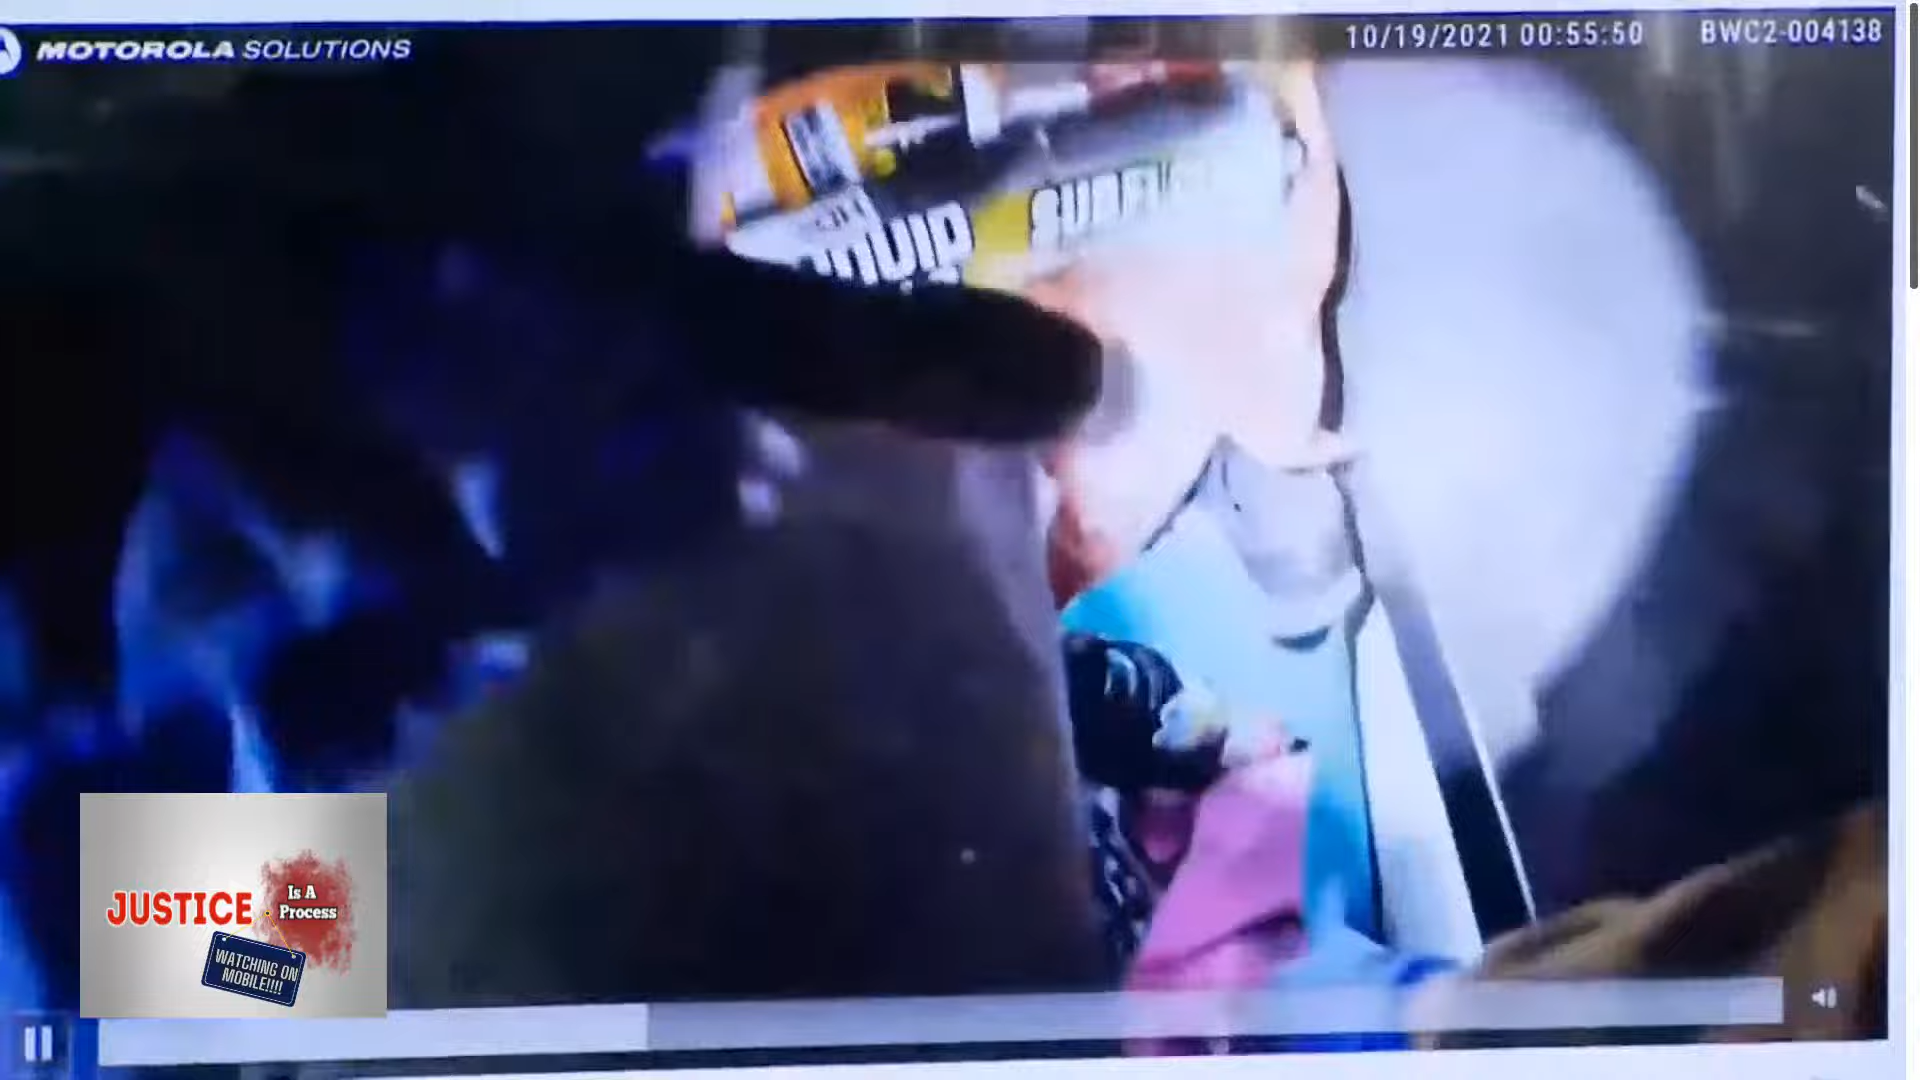 MOTOROLA SOLUTIONS
10/19/2021 00:55:50
BWC2-004138
JUSTICE
Is A
Process
WATCHING ON
MOBILE!!!!